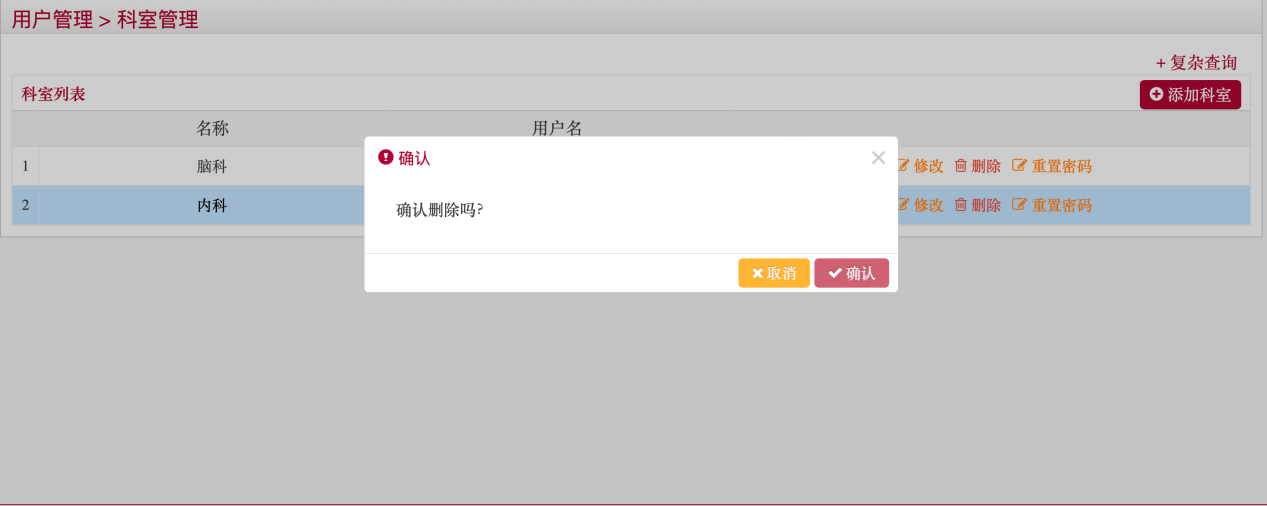 用户管理 > 科室管理
+ 复杂查询
科室列表
添加科室
名称 用户名
1 脑科 修改 删除 重置密码
2 内科 修改 删除 重置密码
确认
确认删除吗?
取消 确认